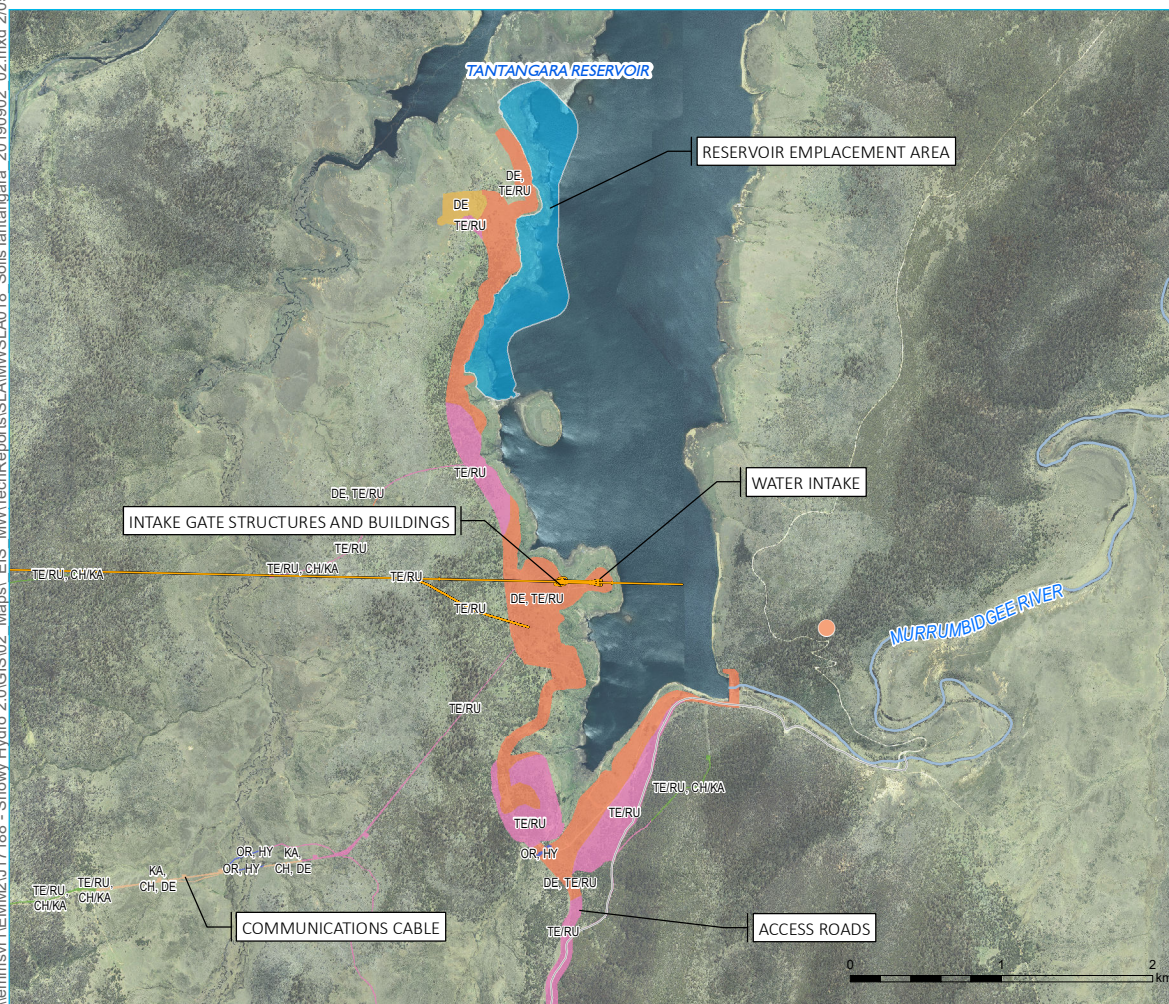 TANTANGARA RESERVOIR
RESERVOIR EMPLACEMENT AREA
DE,
TE/RU
DE
TE/RU
TE/RU
WATER INTAKE
DE, TE/RU
INTAKE GATE STRUCTURES AND BUILDINGS
TE/RU
TE/RU, CH/KA
TE/RU, CH/KA
TE/RU
DE, TE/RU
TE/RU
MURRUMBIDGEE RIVER
TE/RU
TE/RU, CH/KA
TE/RU
TE/RU
OR, HY
OR, HY
KA,
CH, DE
OR, HY
KA,
CH, DE
TE/RU,
CH/KA
TE/RU,
CH/KA
DE, TE/RU
COMMUNICATIONS CABLE
ACCESS ROADS
TE/RU
0
1
2
km